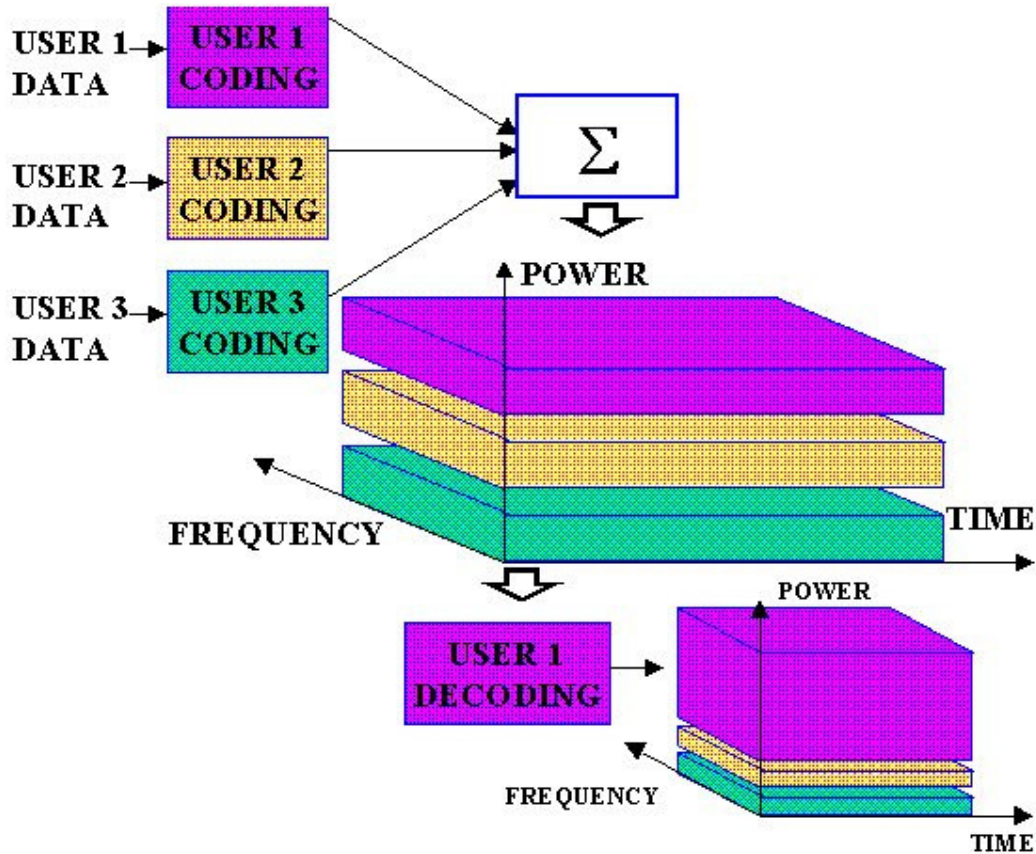 USER 1
DATA
USER 1
CODING
USER 2
DATA
USER 2
CODING
USER 3
DATA
USER 3
CODING
Σ
POWER
FREQUENCY
TIME
USER 1
DECODING
POWER
FREQUENCY
TIME